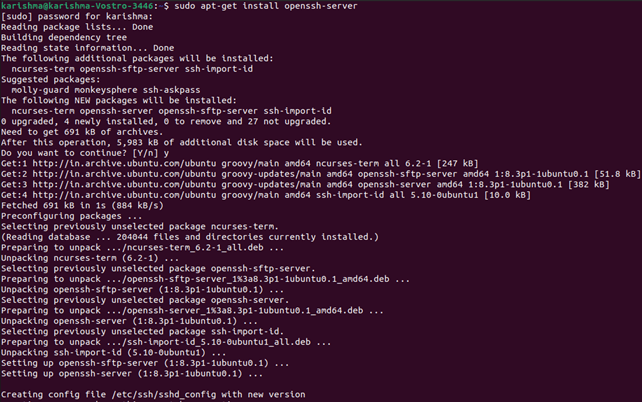 karishma@karishma-Vostro-3446:~$ sudo apt-get install openssh-server
[sudo] password for karishma:
Reading package lists... Done
Building dependency tree
Reading state information... Done
The following additional packages will be installed:
  ncurses-term openssh-sftp-server ssh-import-id
Suggested packages:
  molly-guard monkeysphere ssh-askpass
The following NEW packages will be installed:
  ncurses-term openssh-server openssh-sftp-server ssh-import-id
0 upgraded, 4 newly installed, 0 to remove and 27 not upgraded.
Need to get 691 kB of archives.
After this operation, 5,983 kB of additional disk space will be used.
Do you want to continue? [Y/n] y
Get:1 http://in.archive.ubuntu.com/ubuntu groovy/main amd64 ncurses-term all 6.2-1 [247 kB]
Get:2 http://in.archive.ubuntu.com/ubuntu groovy-updates/main amd64 openssh-sftp-server amd64 1:8.3p1-1ubuntu0.1 [51.8 kB]
Get:3 http://in.archive.ubuntu.com/ubuntu groovy-updates/main amd64 openssh-server amd64 1:8.3p1-1ubuntu0.1 [382 kB]
Get:4 http://in.archive.ubuntu.com/ubuntu groovy/main amd64 ssh-import-id all 5.10-0ubuntu1 [10.0 kB]
Fetched 691 kB in 1s (884 kB/s)
Preconfiguring packages ...
Selecting previously unselected package ncurses-term.
(Reading database ... 204044 files and directories currently installed.)
Preparing to unpack .../ncurses-term_6.2-1_all.deb ...
Unpacking ncurses-term (6.2-1) ...
Selecting previously unselected package openssh-sftp-server.
Preparing to unpack .../openssh-sftp-server_1%3a8.3p1-1ubuntu0.1_amd64.deb ...
Unpacking openssh-sftp-server (1:8.3p1-1ubuntu0.1) ...
Selecting previously unselected package openssh-server.
Preparing to unpack .../openssh-server_1%3a8.3p1-1ubuntu0.1_amd64.deb ...
Unpacking openssh-server (1:8.3p1-1ubuntu0.1) ...
Selecting previously unselected package ssh-import-id.
Preparing to unpack .../ssh-import-id_5.10-0ubuntu1_all.deb ...
Unpacking ssh-import-id (5.10-0ubuntu1) ...
Setting up openssh-sftp-server (1:8.3p1-1ubuntu0.1) ...
Setting up openssh-server (1:8.3p1-1ubuntu0.1) ...
Creating config file /etc/ssh/sshd_config with new version